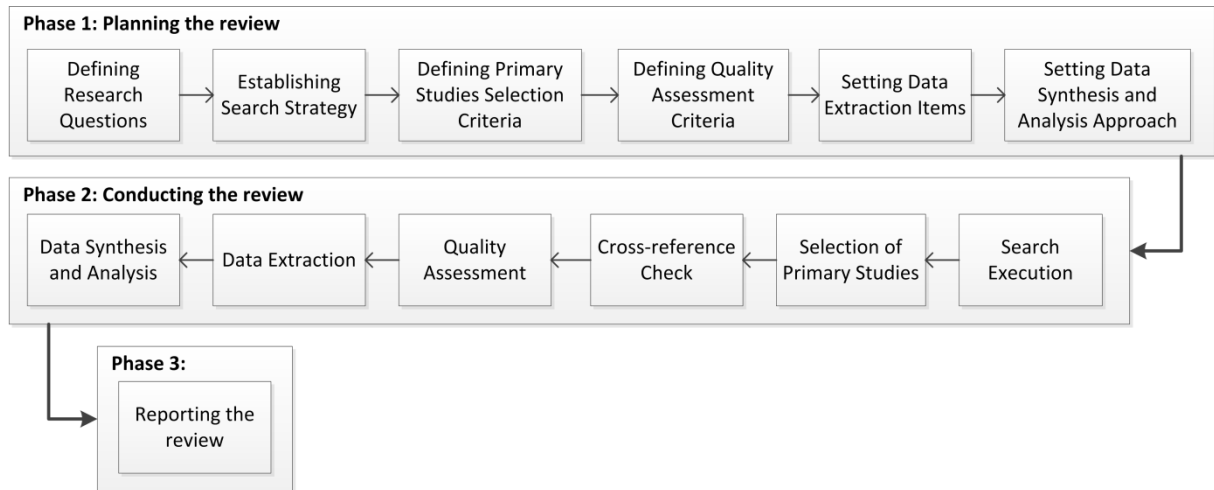 Phase 1: Planning the review
Defining
Research
Questions
Establishing
Search Strategy
Defining Primary
Studies Selection
Criteria
Defining Quality
Assessment
Criteria
Setting Data
Extraction Items
Setting Data
Synthesis and
Analysis Approach
Phase 2: Conducting the review
Data Synthesis
and Analysis
Data Extraction
Quality
Assessment
Cross-reference
Check
Selection of
Primary Studies
Search
Execution
Phase 3:
Reporting the
review